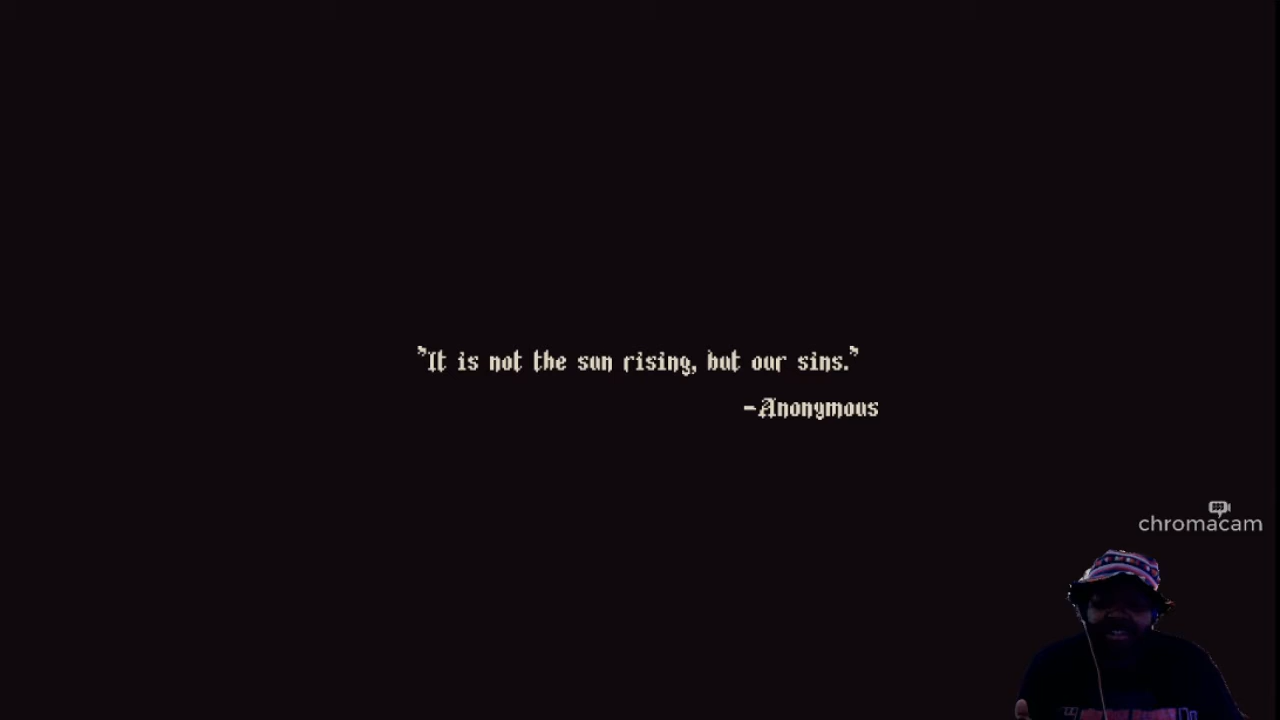 "It is not the sun rising, but our sins."
-Anonymous
chromacam